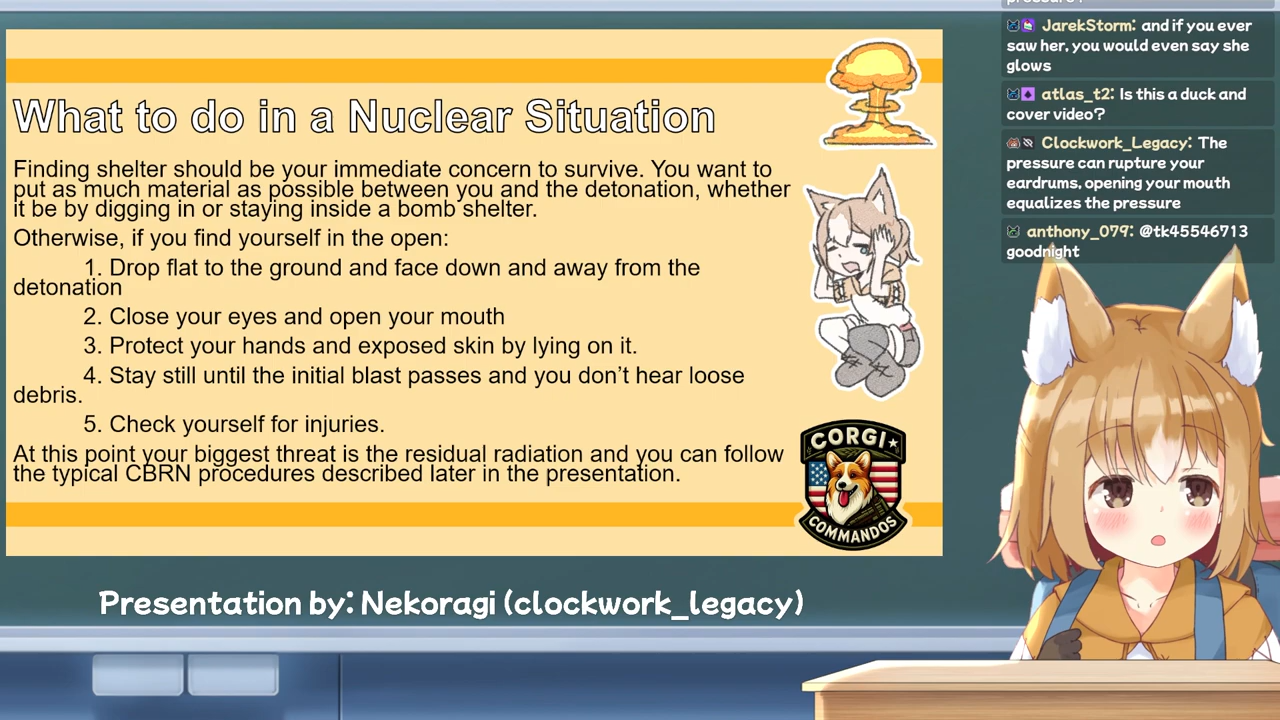 What to do in a Nuclear Situation
Finding shelter should be your immediate concern to survive. You want to
put as much material as possible between you and the detonation, whether
it be by digging in or staying inside a bomb shelter.
Otherwise, if you find yourself in the open:
1. Drop flat to the ground and face down and away from the
detonation
2. Close your eyes and open your mouth
3. Protect your hands and exposed skin by lying on it.
4. Stay still until the initial blast passes and you don't hear loose
debris.
5. Check yourself for injuries.
At this point your biggest threat is the residual radiation and you can follow
the typical CBRN procedures described later in the presentation.
CORGI
COMMANDOS
Presentation by: Nekoragi (clockwork_legacy)
JarekStorm: and if you ever
saw her, you would even say she
glows
atlas_t2: Is this a duck and
cover video?
Clockwork_Legacy: The
pressure can rupture your
eardrums, opening your mouth
equalizes the pressure
anthony_079: @tk45546713
goodnight